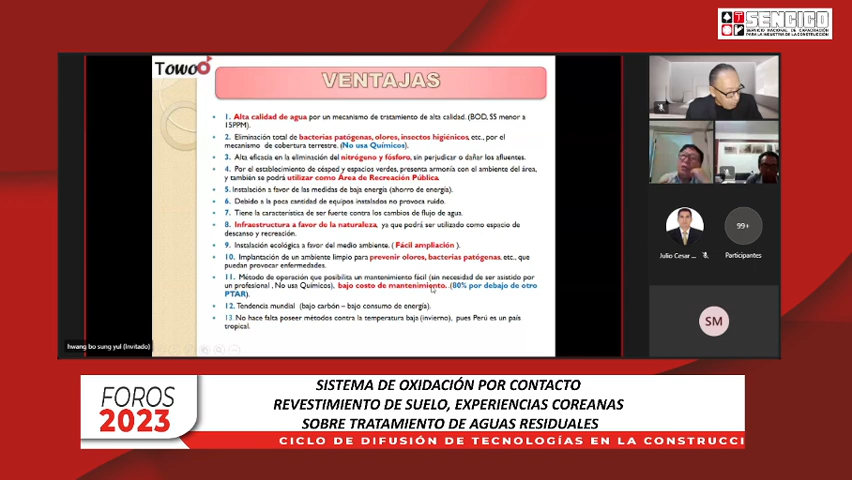 SENCICO
SERVICIO NACIONAL DE CAPACITACIÓN
PARA LA INDUSTRIA DE LA CONSTRUCCIÓN
Towoo
VENTAJAS
1. Alta calidad de agua por un mecanismo de tratamiento de alta calidad. (BOD, SS menor a
15PPM).
2. Eliminación total de bacterias patógenas, olores, insectos higiénicos, etc., por el
mecanismo de cobertura terrestre. (No usa Químicos).
3. Alta eficacia en la eliminación del nitrógeno y fósforo, sin perjudicar o dañar los afluentes.
4. Por el establecimiento de césped y espacios verdes, presenta armonía con el ambiente del área,
y también se podrá utilizar como Área de Recreación Pública.
5. Instalación a favor de las medidas de baja energía (ahorro de energía).
6. Debido a la poca cantidad de equipos instalados no provoca ruido.
7. Tiene la característica de ser fuerte contra los cambios de flujo de agua.
8. Infraestructura a favor de la naturaleza, ya que podrá ser utilizado como espacio de
descanso y recreación.
9. Instalación ecológica a favor del medio ambiente. ( Fácil ampliación ).
10. Implantación de un ambiente limpio para prevenir olores, bacterias patógenas, etc., que
puedan provocar enfermedades.
11. Método de operación que posibilita un mantenimiento fácil (sin necesidad de ser asistido por
un profesional , No usa Químicos), bajo costo de mantenimiento. .(80% por debajo de otro
PTAR)
12. Tendencia mundial (bajo carbón – bajo consumo de energía).
13. No hace falta poseer métodos contra la temperatura baja (invierno), pues Perú es un país
tropical.
hwang bo sung yul (Invitado)
Julio Cesar ...
99+
Participantes
SM
FOROS
2023
SISTEMA DE OXIDACIÓN POR CONTACTO
REVESTIMIENTO DE SUELO, EXPERIENCIAS COREANAS
SOBRE TRATAMIENTO DE AGUAS RESIDUALES
CICLO DE DIFUSIÓN DE TECNOLOGÍAS EN LA CONSTRUCCI